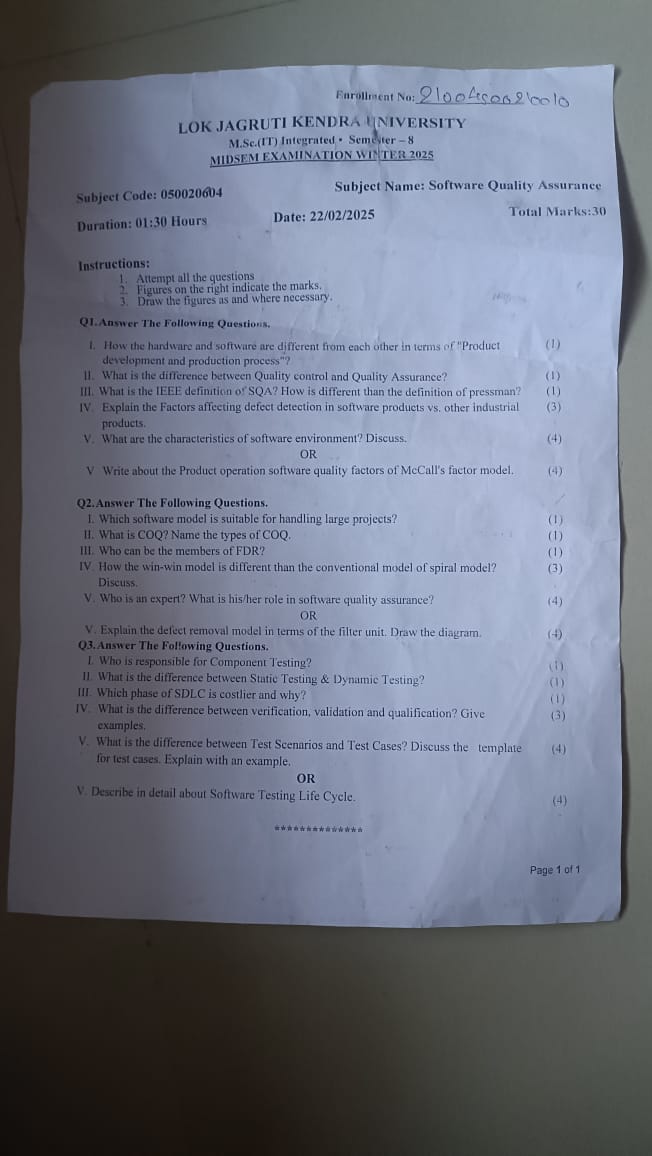 Enrollment No:
LOK JAGRUTI KENDRA UNIVERSITY
M.Sc.(IT) Integrated • Semester – 8
MIDSEM EXAMINATION WINTER 2025
Subject Code: 050020604 Subject Name: Software Quality Assurance
Duration: 01:30 Hours Date: 22/02/2025 Total Marks:30
Instructions:
1. Attempt all the questions
2. Figures on the right indicate the marks.
3. Draw the figures as and where necessary.
Q1.Answer The Following Questions.
I. How the hardware and software are different from each other in terms of "Product (1)
development and production process"?
II. What is the difference between Quality control and Quality Assurance? (1)
III. What is the IEEE definition of SQA? How is different than the definition of pressman? (1)
IV. Explain the Factors affecting defect detection in software products vs. other industrial (3)
products.
V. What are the characteristics of software environment? Discuss. (4)
OR
V Write about the Product operation software quality factors of McCall's factor model. (4)
Q2.Answer The Following Questions.
I. Which software model is suitable for handling large projects? (1)
II. What is COQ? Name the types of COQ. (1)
III. Who can be the members of FDR? (1)
IV. How the win-win model is different than the conventional model of spiral model? (3)
Discuss.
V. Who is an expert? What is his/her role in software quality assurance? (4)
OR
V. Explain the defect removal model in terms of the filter unit. Draw the diagram. (4)
Q3.Answer The Following Questions.
I. Who is responsible for Component Testing? (1)
II. What is the difference between Static Testing & Dynamic Testing? (1)
III. Which phase of SDLC is costlier and why? (1)
IV. What is the difference between verification, validation and qualification? Give (3)
examples.
V. What is the difference between Test Scenarios and Test Cases? Discuss the template (4)
for test cases. Explain with an example.
OR
V. Describe in detail about Software Testing Life Cycle. (4)
**************
Page 1 of 1